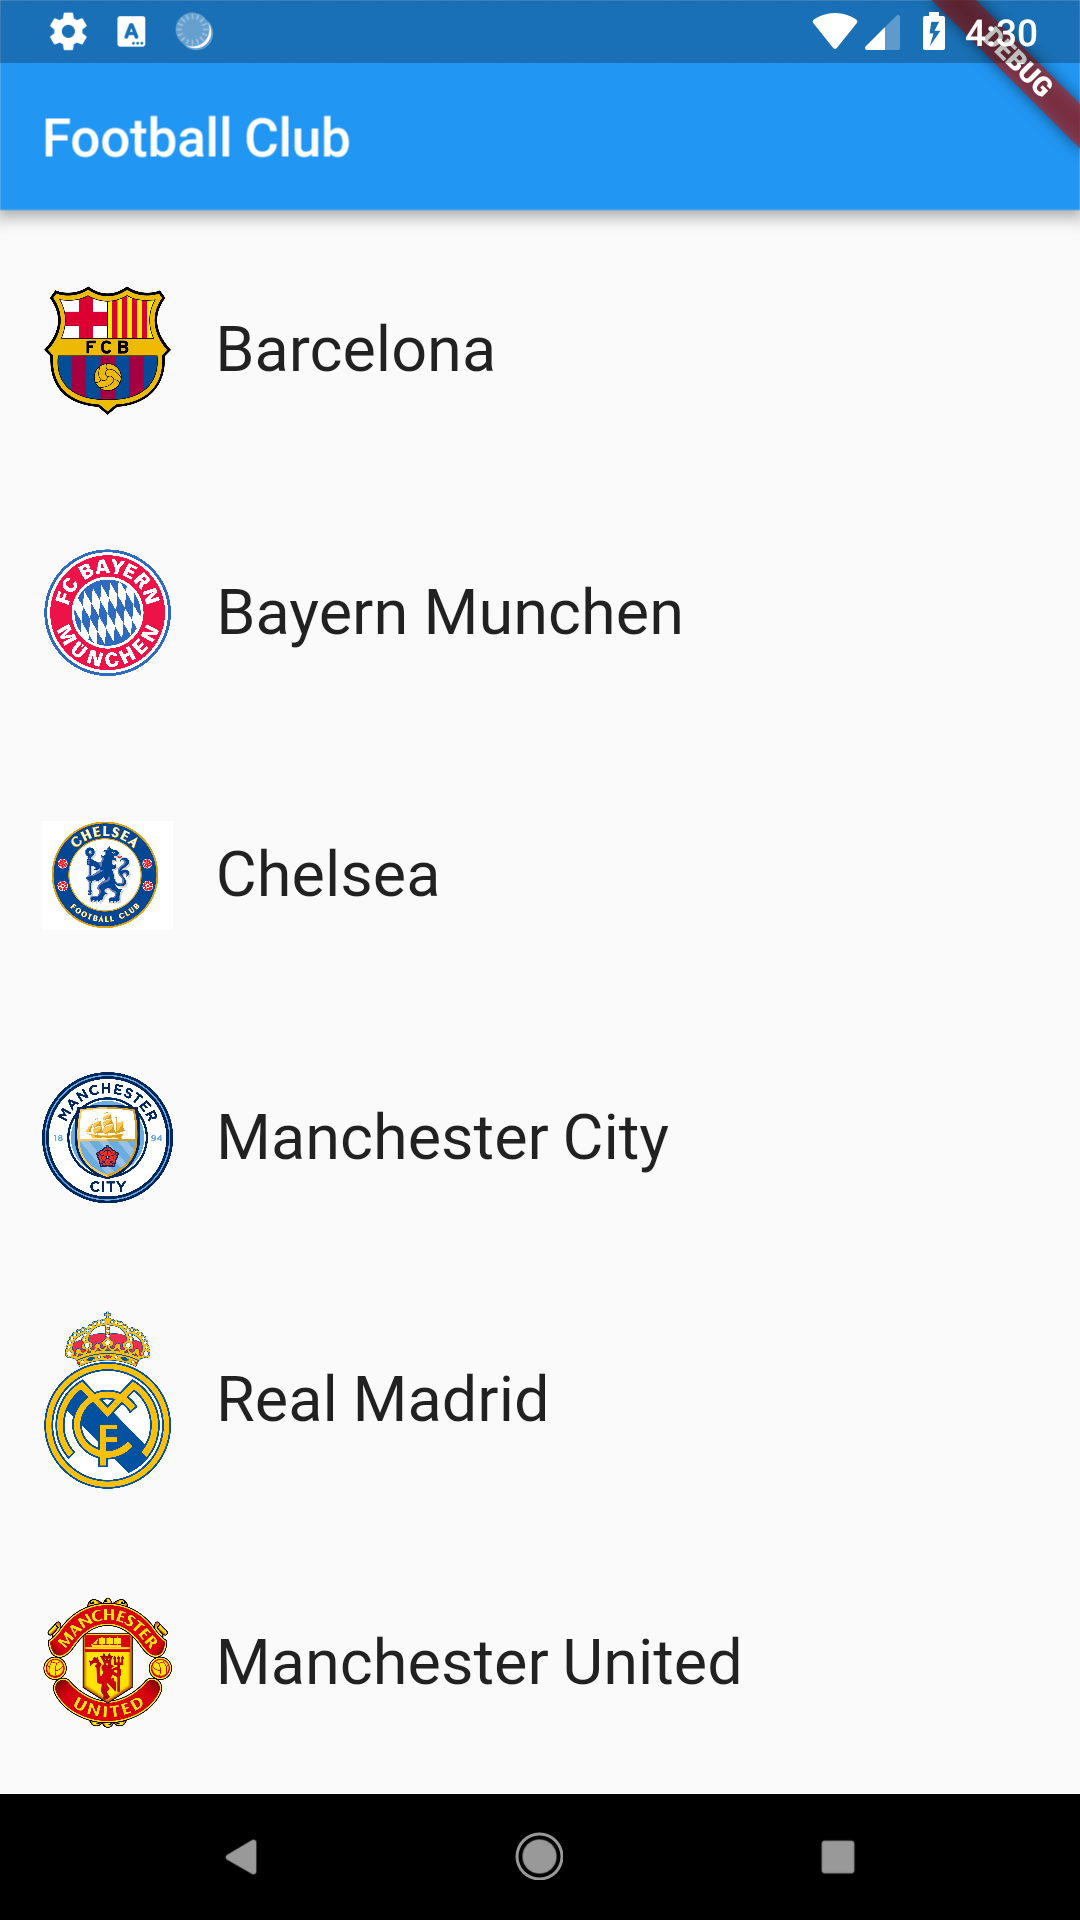 4:30
DEBUG
Football Club
FCB
Barcelona
FC BAYERN
MÜNCHEN
Bayern Munchen
CHELSEA
FOOTBALL CLUB
Chelsea
MANCHESTER
18 94
CITY
Manchester City
Real Madrid
MANCHESTER
UNITED
Manchester United